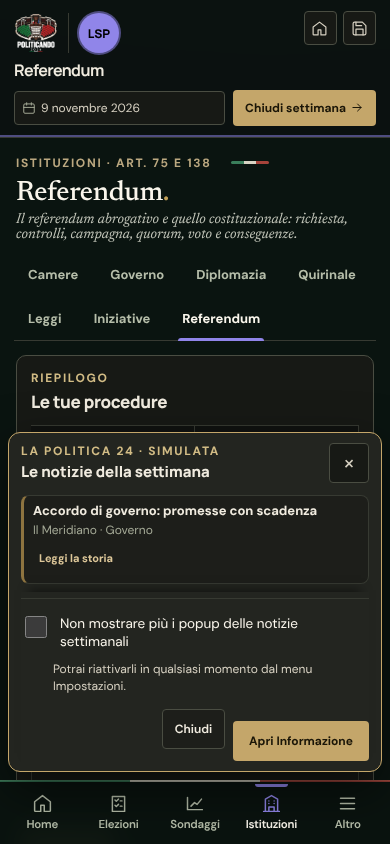 POLITICANDO
LSP
Referendum
9 novembre 2026
Chiudi settimana →
ISTITUZIONI · ART. 75 E 138
Referendum.
Il referendum abrogativo e quello costituzionale: richiesta,
controlli, campagna, quorum, voto e conseguenze.
Camere Governo Diplomazia Quirinale
Leggi Iniziative Referendum
RIEPILOGO
Le tue procedure
LA POLITICA 24 · SIMULATA
Le notizie della settimana
×
Accordo di governo: promesse con scadenza
Il Meridiano · Governo
Leggi la storia
Non mostrare più i popup delle notizie
settimanali
Potrai riattivarli in qualsiasi momento dal menu
Impostazioni.
Chiudi
Apri Informazione
Home Elezioni Sondaggi Istituzioni Altro